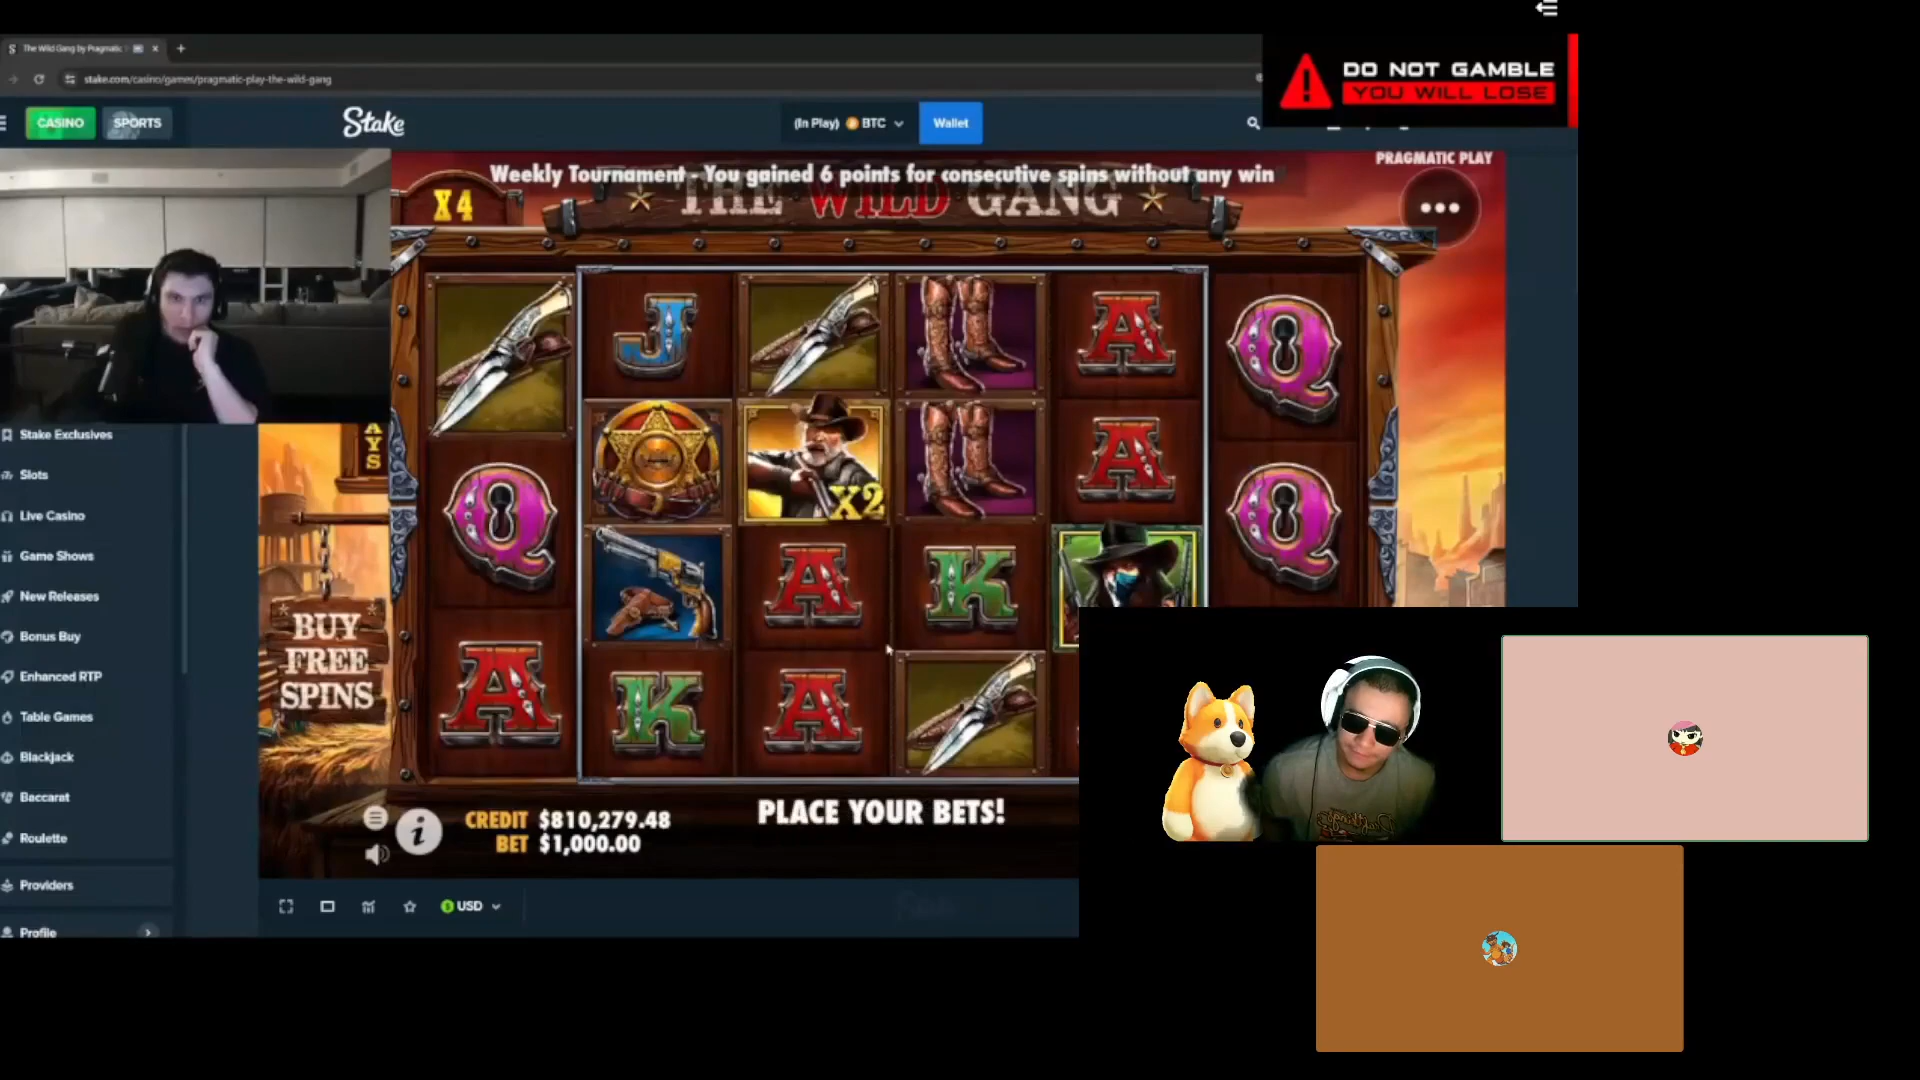 The Wild Gang by Pragmatic
stake.com/casino/games/pragmatic-play-the-wild-gang
DO NOT GAMBLE
YOU WILL LOSE
CASINO
SPORTS
Stake
(In Play) BTC
Wallet
PRAGMATIC PLAY
Weekly Tournament - You gained 6 points for consecutive spins without any win
X4
THE WILD GANG
J
A
Q
AYS
X2
A
Q
Q
A
K
A
K
A
BUY
FREE
SPINS
Stake Exclusives
Slots
Live Casino
Game Shows
New Releases
Bonus Buy
Enhanced RTP
Table Games
Blackjack
Baccarat
Roulette
Providers
Profile
CREDIT $810,279.48
BET $1,000.00
PLACE YOUR BETS!
USD